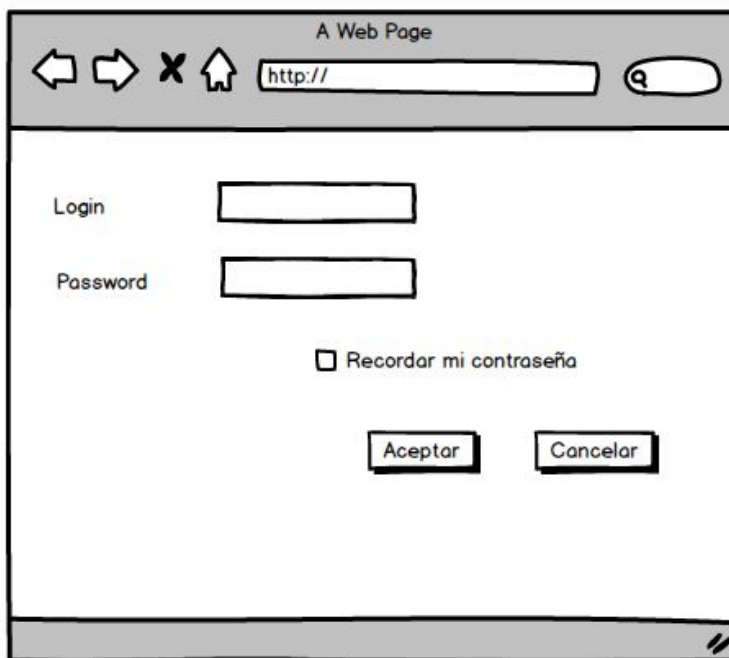 A Web Page
http://
Login
Password
Recordar mi contraseña
Aceptar Cancelar